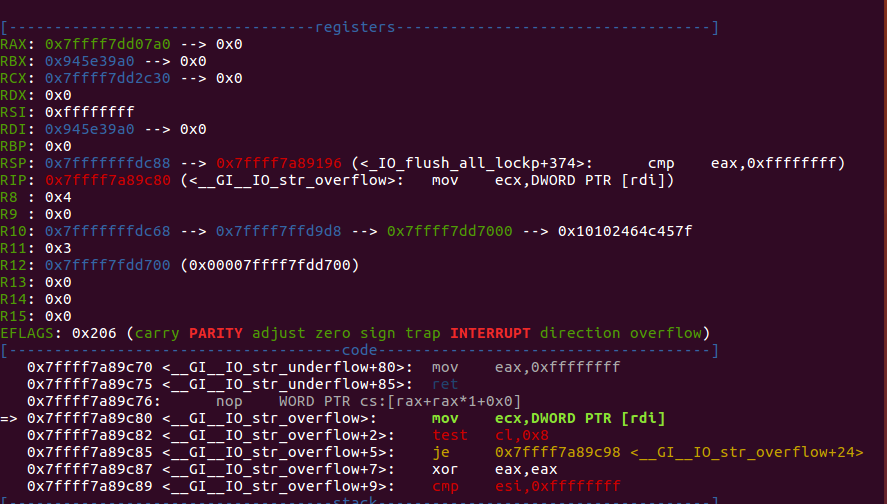 [----------------------------------registers-----------------------------------]
RAX: 0x7ffff7dd07a0 --> 0x0
RBX: 0x945e39a0 --> 0x0
RCX: 0x7ffff7dd2c30 --> 0x0
RDX: 0x0
RSI: 0xffffffff
RDI: 0x945e39a0 --> 0x0
RBP: 0x0
RSP: 0x7fffffffdc88 --> 0x7ffff7a89196 (<_IO_flush_all_lockp+374>:      cmp    eax,0xffffffff)
RIP: 0x7ffff7a89c80 (<__GI__IO_str_overflow>:   mov    ecx,DWORD PTR [rdi])
R8 : 0x4
R9 : 0x0
R10: 0x7fffffffdc68 --> 0x7ffff7ffd9d8 --> 0x7ffff7dd7000 --> 0x10102464c457f
R11: 0x3
R12: 0x7ffff7fdd700 (0x00007ffff7fdd700)
R13: 0x0
R14: 0x0
R15: 0x0
EFLAGS: 0x206 (carry PARITY adjust zero sign trap INTERRUPT direction overflow)
[-------------------------------------code-------------------------------------]
   0x7ffff7a89c70 <__GI__IO_str_underflow+80>:  mov    eax,0xffffffff
   0x7ffff7a89c75 <__GI__IO_str_underflow+85>:  ret
   0x7ffff7a89c76:      nop    WORD PTR cs:[rax+rax*1+0x0]
=> 0x7ffff7a89c80 <__GI__IO_str_overflow>:      mov    ecx,DWORD PTR [rdi]
   0x7ffff7a89c82 <__GI__IO_str_overflow+2>:    test   cl,0x8
   0x7ffff7a89c85 <__GI__IO_str_overflow+5>:    je     0x7ffff7a89c98 <__GI__IO_str_overflow+24>
   0x7ffff7a89c87 <__GI__IO_str_overflow+7>:    xor    eax,eax
   0x7ffff7a89c89 <__GI__IO_str_overflow+9>:    cmp    esi,0xffffffff
[------------------------------------stack-------------------------------------]